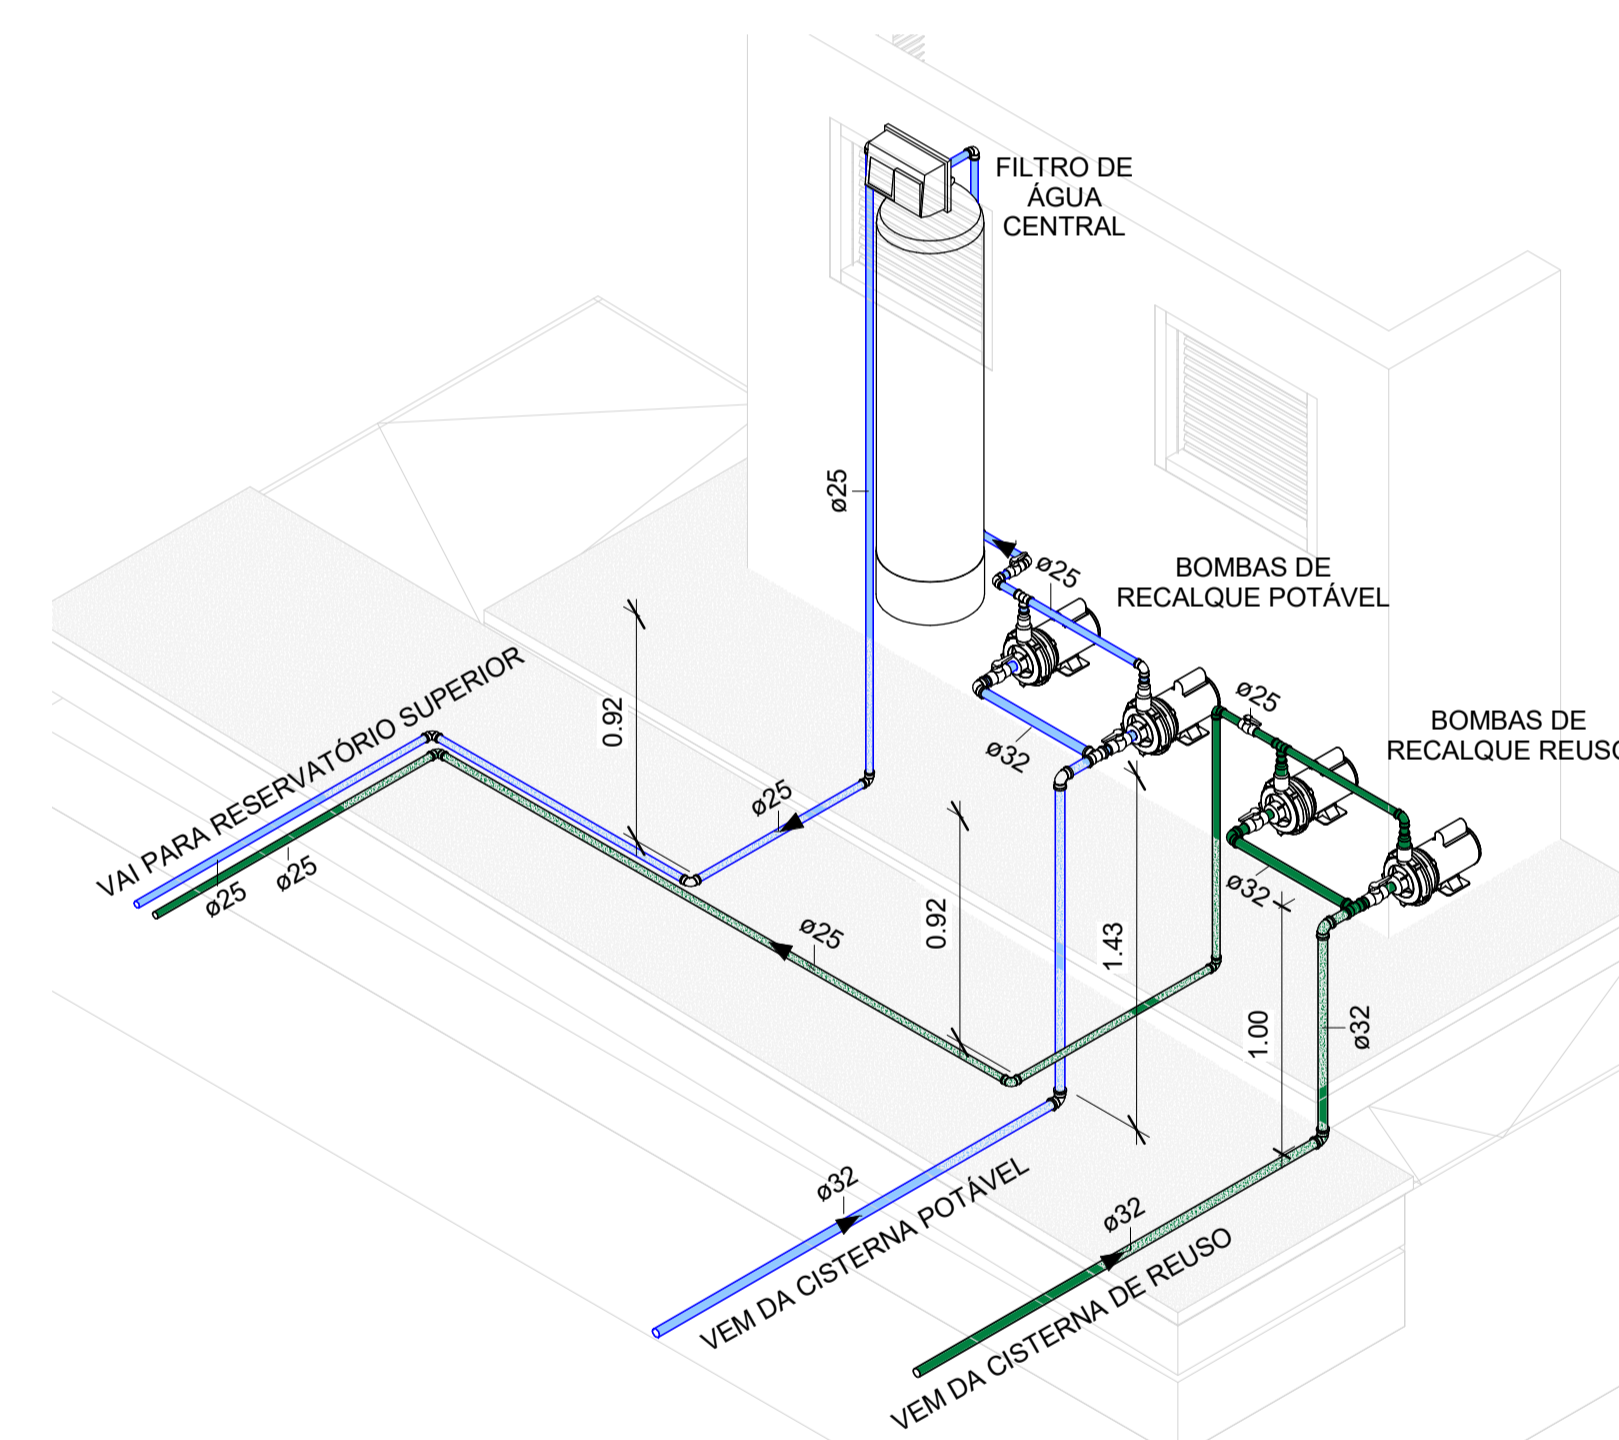 FILTRO DE
ÁGUA
CENTRAL
ø25
BOMBAS DE
RECALQUE POTÁVEL
ø25
ø25
BOMBAS DE
RECALQUE REUSO
VAI PARA RESERVATÓRIO SUPERIOR
0.92
ø32
ø25
ø25
ø25
ø25
0.92
1.43
ø32
1.00
ø32
ø32
VEM DA CISTERNA POTÁVEL
ø32
VEM DA CISTERNA DE REUSO